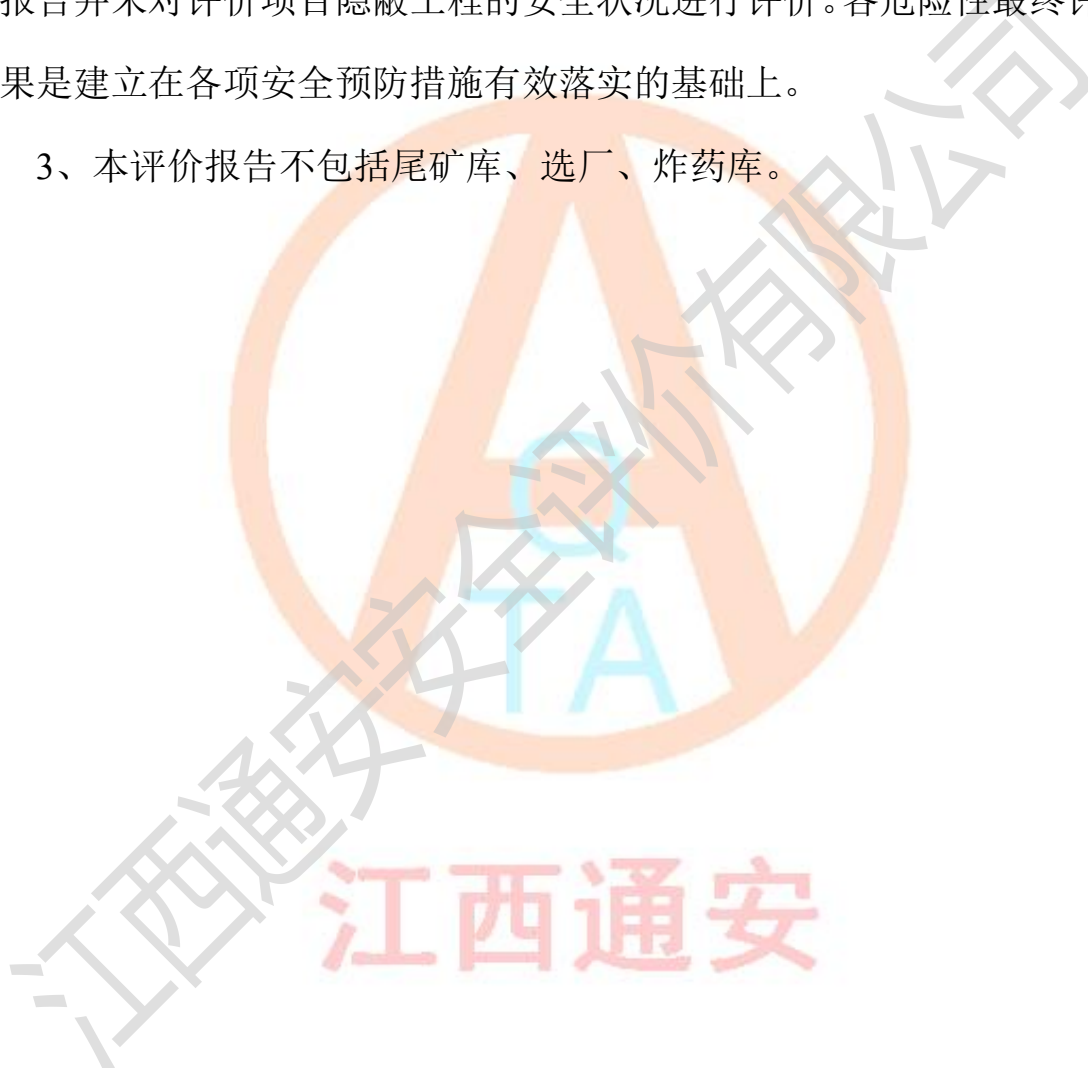 报告并未对评价项目隐蔽工程的安全状况进行评价。各危险性最终评
果是建立在各项安全预防措施有效落实的基础上。
3、本评价报告不包括尾矿库、选厂、炸药库。
A
Q
TA
江西通安
江西通安安全评价有限公司